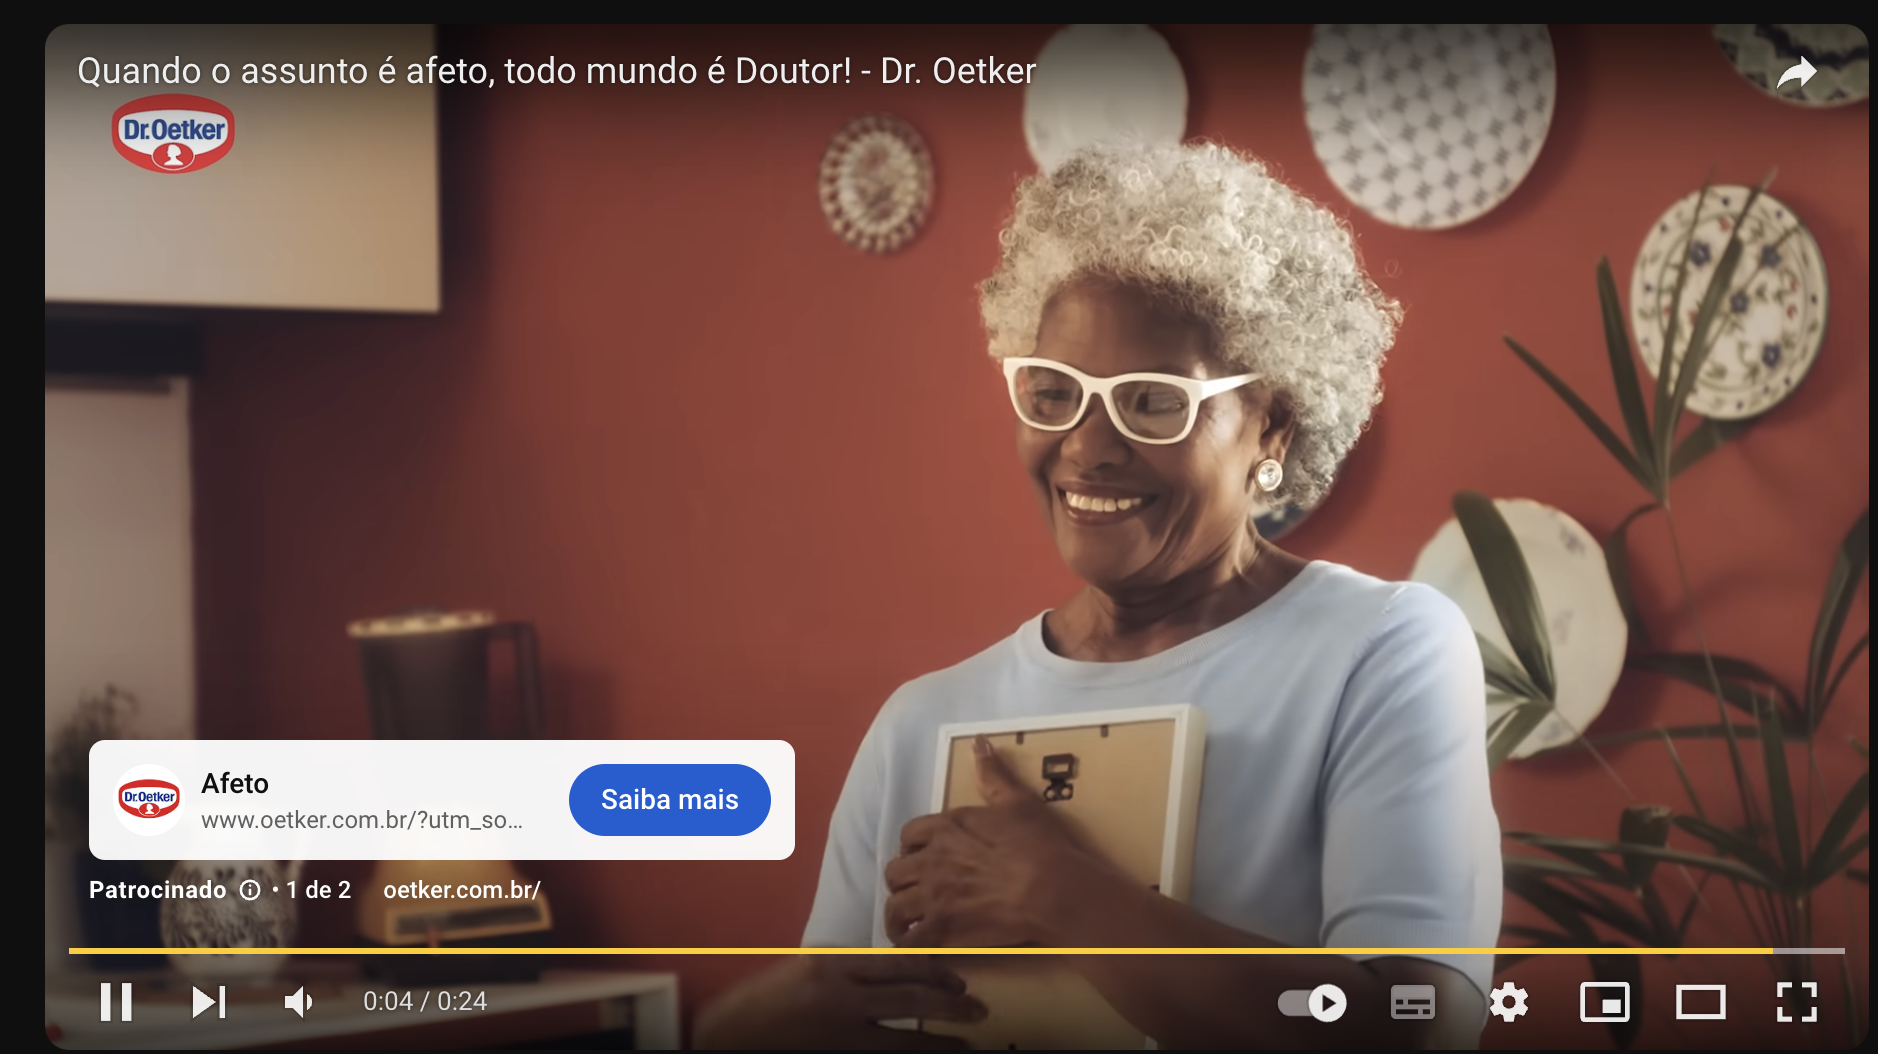 Quando o assunto é afeto, todo mundo é Doutor! - Dr. Oetker
Dr.Oetker
Dr.Oetker
Afeto
www.oetker.com.br/?utm_so...
Saiba mais
Patrocinado • 1 de 2 oetker.com.br/
0:04 / 0:24